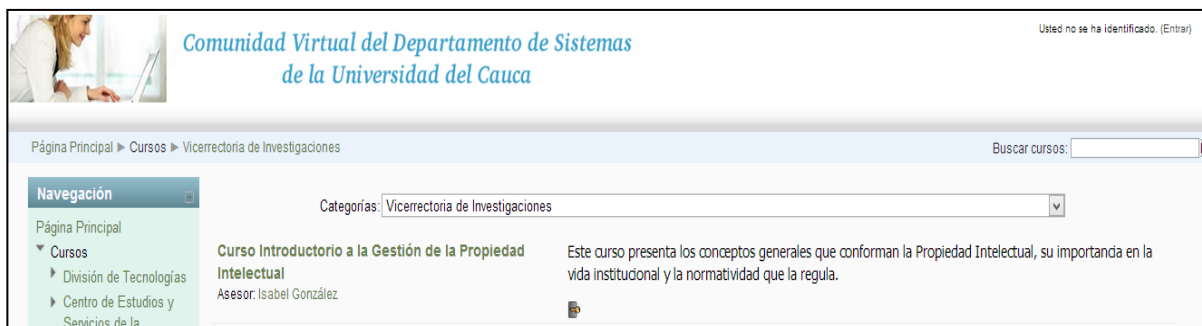 Comunidad Virtual del Departamento de Sistemas
de la Universidad del Cauca
Usted no se ha identificado. (Entrar)
Página Principal ► Cursos ► Vicerrectoria de Investigaciones
Buscar cursos:
Navegación
Página Principal
Cursos
División de Tecnologías
Centro de Estudios y
Servicios de la
Categorías: Vicerrectoria de Investigaciones
Curso Introductorio a la Gestión de la Propiedad
Intelectual
Asesor: Isabel González
Este curso presenta los conceptos generales que conforman la Propiedad Intelectual, su importancia en la
vida institucional y la normatividad que la regula.